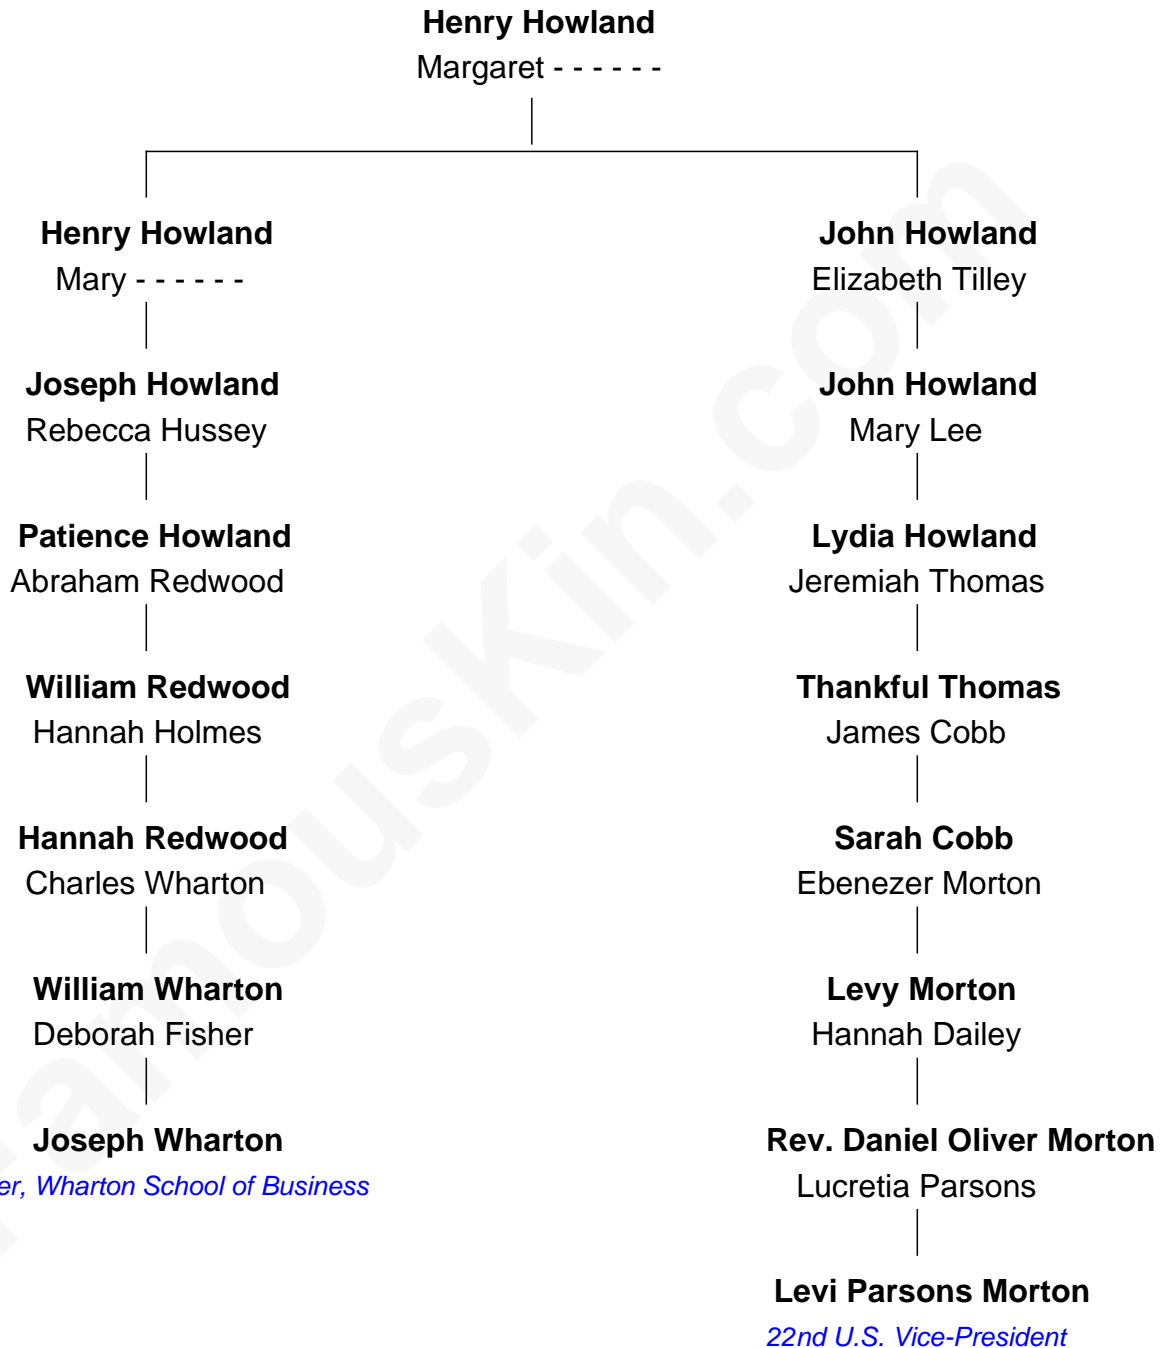 Henry Howland
Margaret - - - - - -
Henry Howland
Mary - - - - - -
John Howland
Elizabeth Tilley
Joseph Howland
Rebecca Hussey
John Howland
Mary Lee
Patience Howland
Abraham Redwood
Lydia Howland
Jeremiah Thomas
William Redwood
Hannah Holmes
Thankful Thomas
James Cobb
Hannah Redwood
Charles Wharton
Sarah Cobb
Ebenezer Morton
William Wharton
Deborah Fisher
Levy Morton
Hannah Dailey
Joseph Wharton
er, Wharton School of Business
Rev. Daniel Oliver Morton
Lucretia Parsons
Levi Parsons Morton
22nd U.S. Vice-President
FamousKin.com